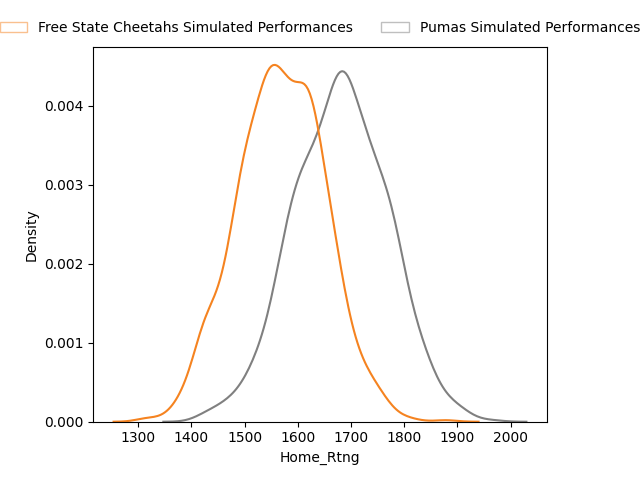 Free State Cheetahs Simulated Performances
Pumas Simulated Performances
0.004
0.003
0.002
0.001
0.000
Density
1300 1400 1500 1600 1700 1800 1900 2000
Home_Rtng